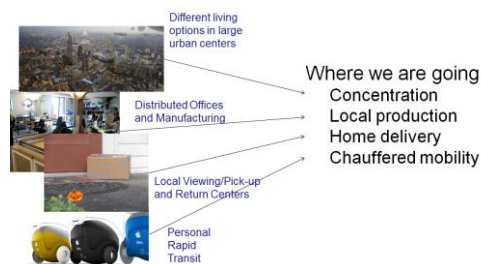 Different living
options in large
urban centers
Distributed Offices
and Manufacturing
Local Viewing/Pick-up
and Return Centers
Personal
Rapid
Transit
Where we are going
Concentration
Local production
Home delivery
Chauffered mobility